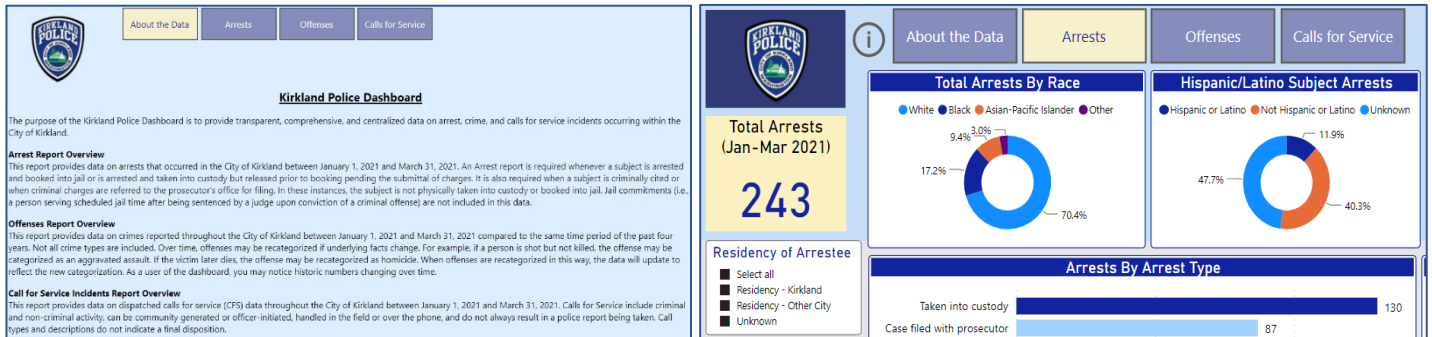 KIRKLAND
POLICE
About the Data
Arrests
Offenses
Calls for Service
Kirkland Police Dashboard
The purpose of the Kirkland Police Dashboard is to provide transparent, comprehensive, and centralized data on arrest, crime, and calls for service incidents occurring within the
City of Kirkland.
Arrest Report Overview
This report provides data on arrests that occurred in the City of Kirkland between January 1, 2021 and March 31, 2021. An Arrest report is required whenever a subject is arrested
and booked into jail or is arrested and taken into custody but released prior to booking pending the submittal of charges. It is also required when a subject is criminally cited or
when criminal charges are referred to the prosecutor's office for filing. In these instances, the subject is not physically taken into custody or booked into jail. Jail commitments (i.e.,
a person serving scheduled jail time after being sentenced by a judge upon conviction of a criminal offense) are not included in this data.
Offenses Report Overview
This report provides data on crimes reported throughout the City of Kirkland between January 1, 2021 and March 31, 2021 compared to the same time period of the past four
years. Not all crime types are included. Over time, offenses may be recategorized if underlying facts change. For example, if a person is shot but not killed, the offense may be
categorized as an aggravated assault. If the victim later dies, the offense may be recategorized as homicide. When offenses are recategorized in this way, the data will update to
reflect the new categorization. As a user of the dashboard, you may notice historic numbers changing over time.
Call for Service Incidents Report Overview
This report provides data on dispatched calls for service (CFS) data throughout the City of Kirkland between January 1, 2021 and March 31, 2021. Calls for Service include criminal
and non-criminal activity, can be community generated or officer-initiated, handled in the field or over the phone, and do not always result in a police report being taken. Call
types and descriptions do not indicate a final disposition.
KIRKLAND
POLICE
i
About the Data
Arrests
Offenses
Calls for Service
Total Arrests
(Jan-Mar 2021)
243
Residency of Arrestee
Select all
Residency - Kirkland
Residency - Other City
Unknown
Total Arrests By Race
White Black Asian-Pacific Islander Other
3.0%
9.4%
17.2%
70.4%
Hispanic/Latino Subject Arrests
Hispanic or Latino Not Hispanic or Latino Unknown
11.9%
47.7%
40.3%
Arrests By Arrest Type
Taken into custody 130
Case filed with prosecutor 87